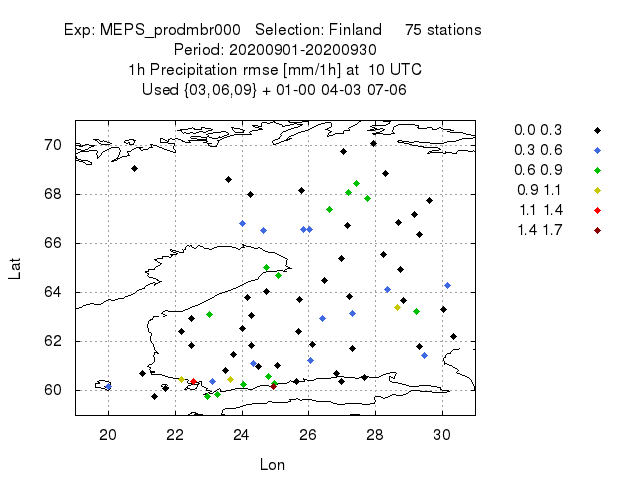 Exp: MEPS_prodmbr000 Selection: Finland 75 stations
Period: 20200901-20200930
1h Precipitation rmse [mm/1h] at 10 UTC
Used {03,06,09} + 01-00 04-03 07-06
0.0 0.3
0.3 0.6
0.6 0.9
0.9 1.1
1.1 1.4
1.4 1.7
Lat
70
68
66
64
62
60
20 22 24 26 28 30
Lon